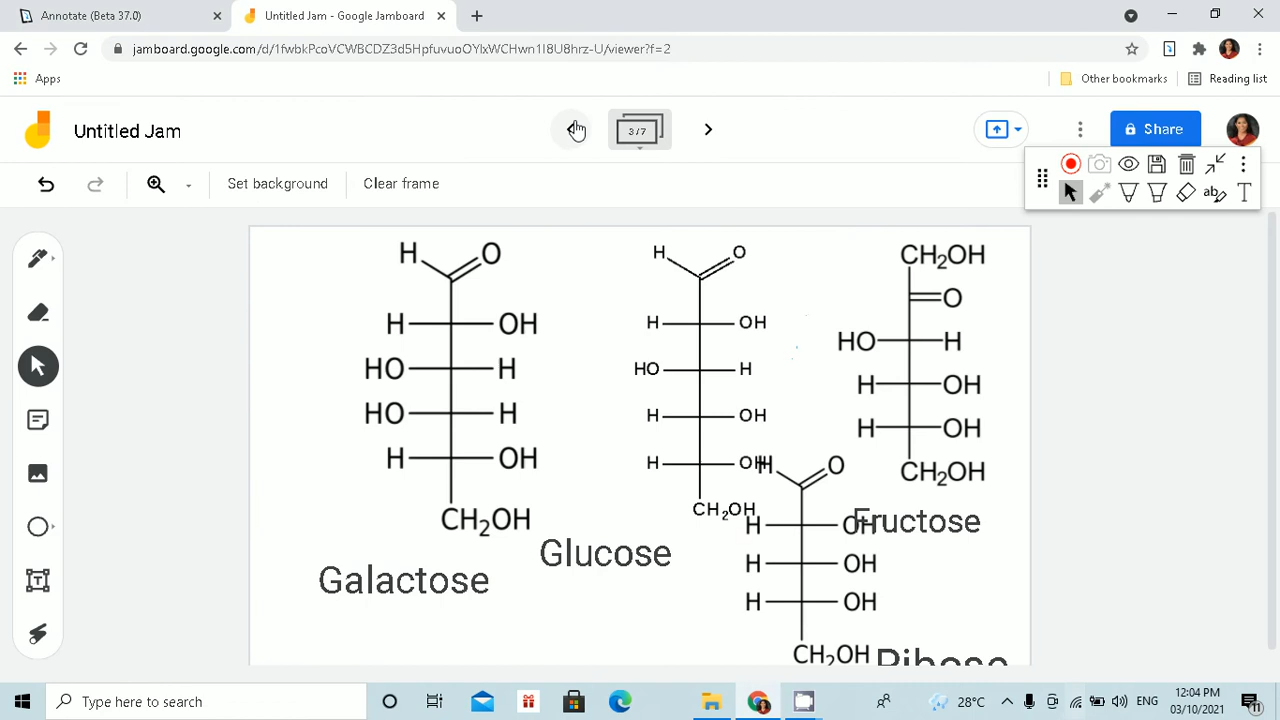 Annotate (Beta 37.0)
Untitled Jam - Google Jamboard
jamboard.google.com/d/1fwbkPcoVCWBCDZ3d5HpfuvuoOYIxWCHwn1I8U8hrz-U/viewer?f=2
Apps
Other bookmarks
Reading list
Untitled Jam
3/7
Share
Undo
Set background
Clear frame
H O
H OH
HO H
HO H
H OH
CH2OH
Galactose
H O
H OH
HO H
H OH
H OH
CH2OH
Glucose
CH2OH
O
HO H
H OH
H OH
CH2OH
Fructose
H O
H OH
H OH
H OH
CH2OH
Ribose
Type here to search
28°C
ENG
12:04 PM
03/10/2021